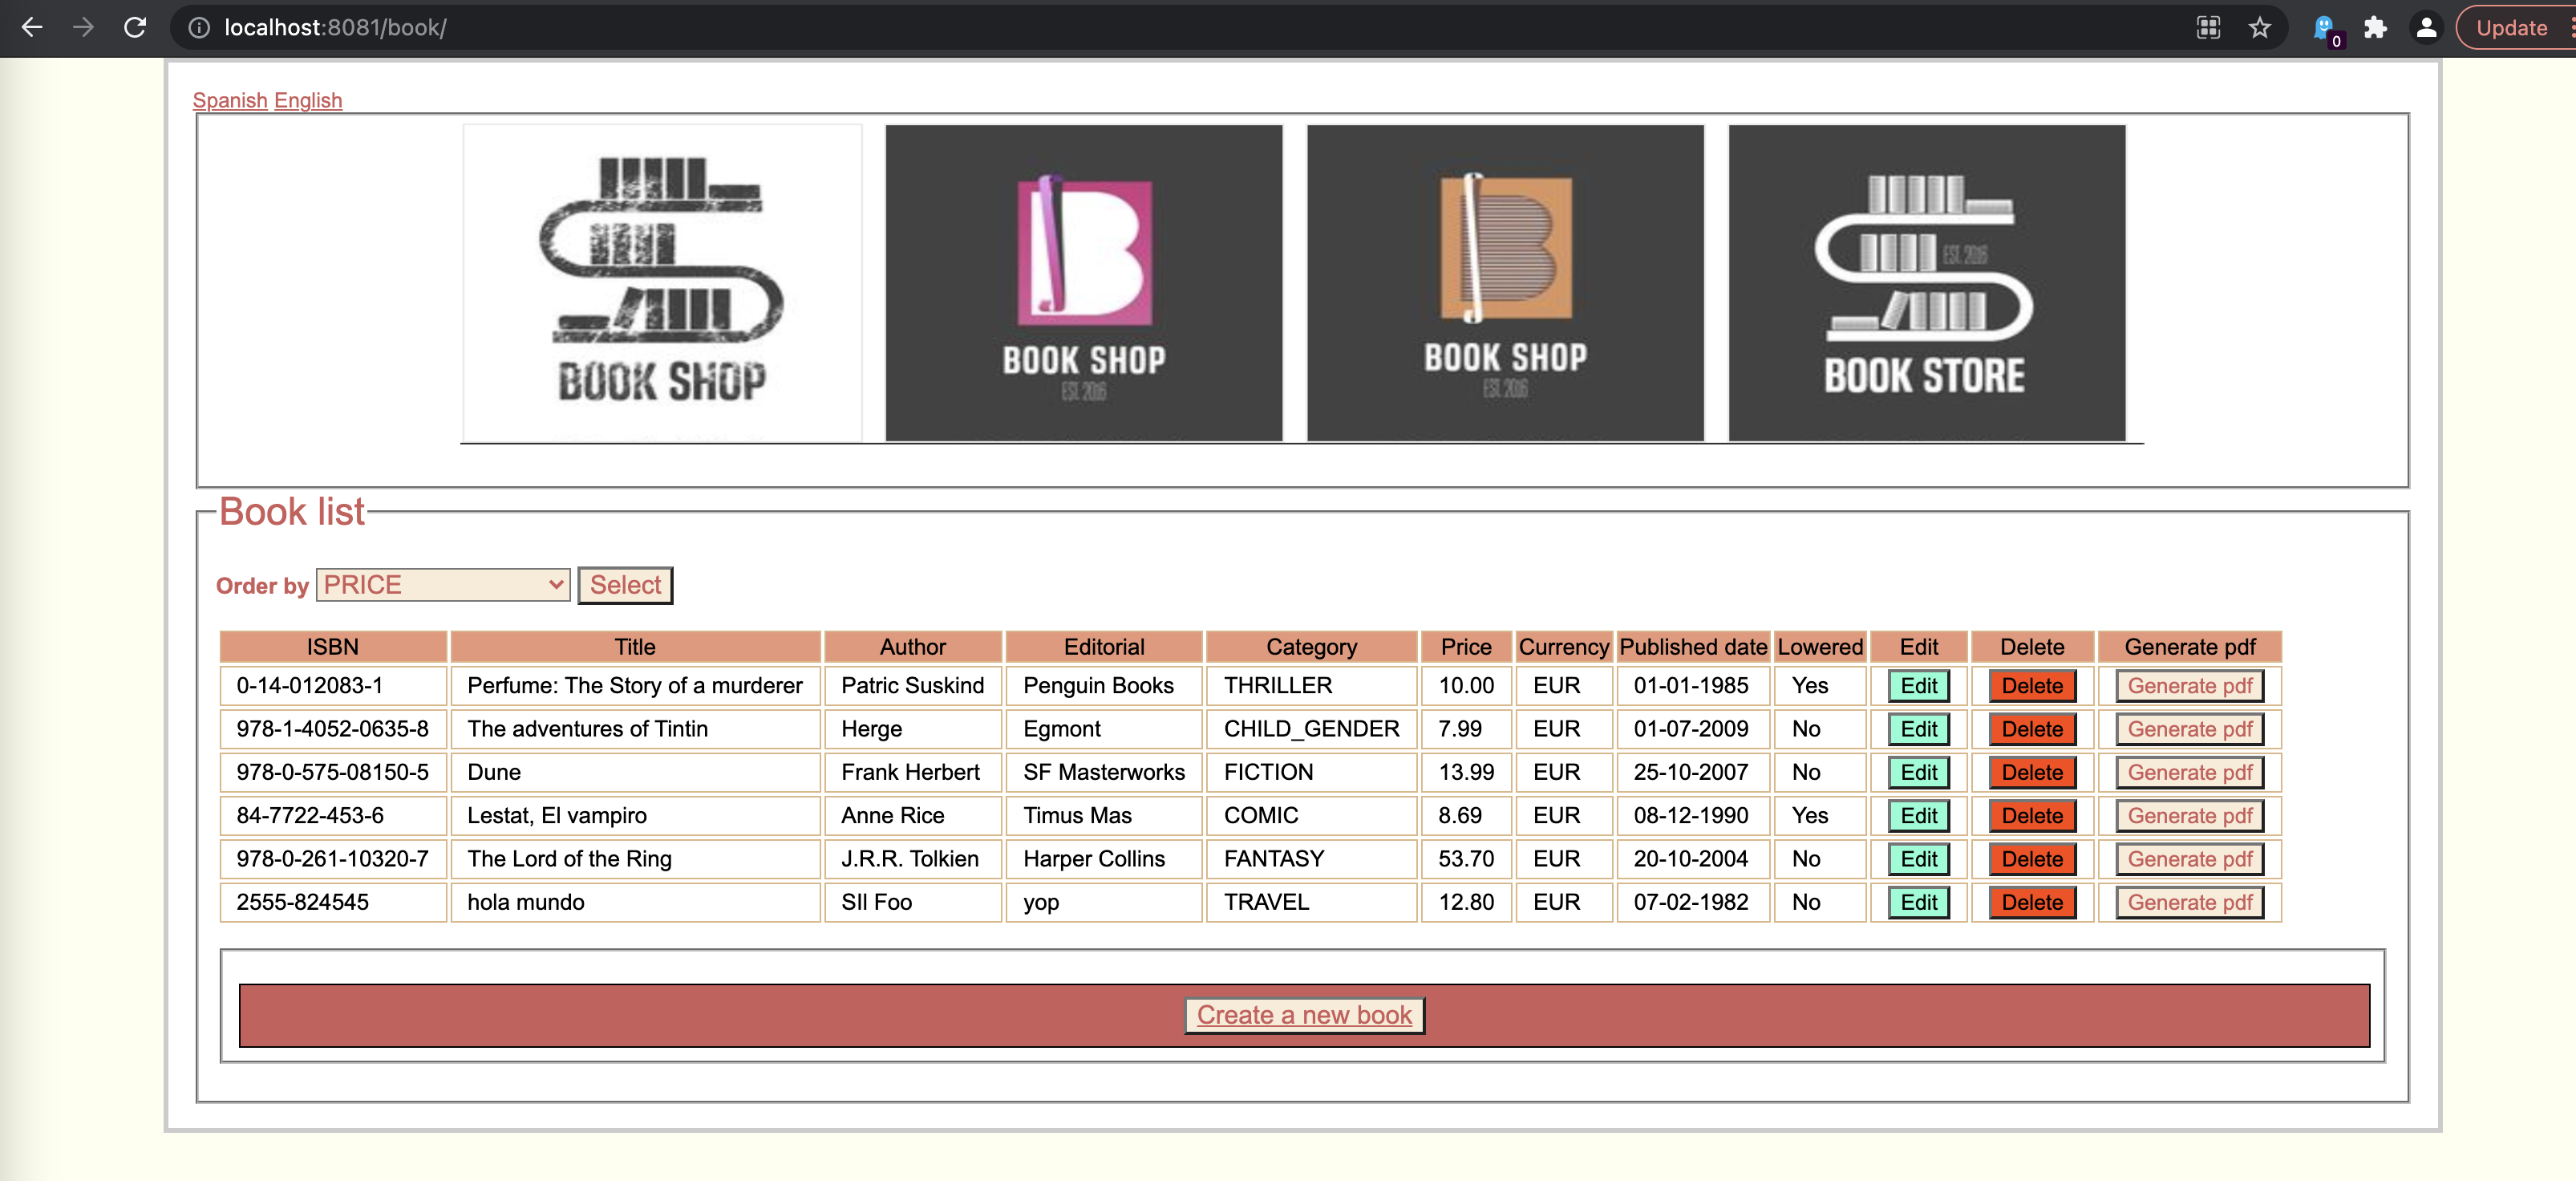 localhost:8081/book/
0
Update
Spanish English
BOOK SHOP
BOOK SHOP
EST. 2016
BOOK SHOP
EST. 2016
EST. 2016
BOOK STORE
Book list
Order by PRICE Select
ISBN Title Author Editorial Category Price Currency Published date Lowered Edit Delete Generate pdf
0-14-012083-1 Perfume: The Story of a murderer Patric Suskind Penguin Books THRILLER 10.00 EUR 01-01-1985 Yes Edit Delete Generate pdf
978-1-4052-0635-8 The adventures of Tintin Herge Egmont CHILD_GENDER 7.99 EUR 01-07-2009 No Edit Delete Generate pdf
978-0-575-08150-5 Dune Frank Herbert SF Masterworks FICTION 13.99 EUR 25-10-2007 No Edit Delete Generate pdf
84-7722-453-6 Lestat, El vampiro Anne Rice Timus Mas COMIC 8.69 EUR 08-12-1990 Yes Edit Delete Generate pdf
978-0-261-10320-7 The Lord of the Ring J.R.R. Tolkien Harper Collins FANTASY 53.70 EUR 20-10-2004 No Edit Delete Generate pdf
2555-824545 hola mundo Sll Foo yop TRAVEL 12.80 EUR 07-02-1982 No Edit Delete Generate pdf
Create a new book